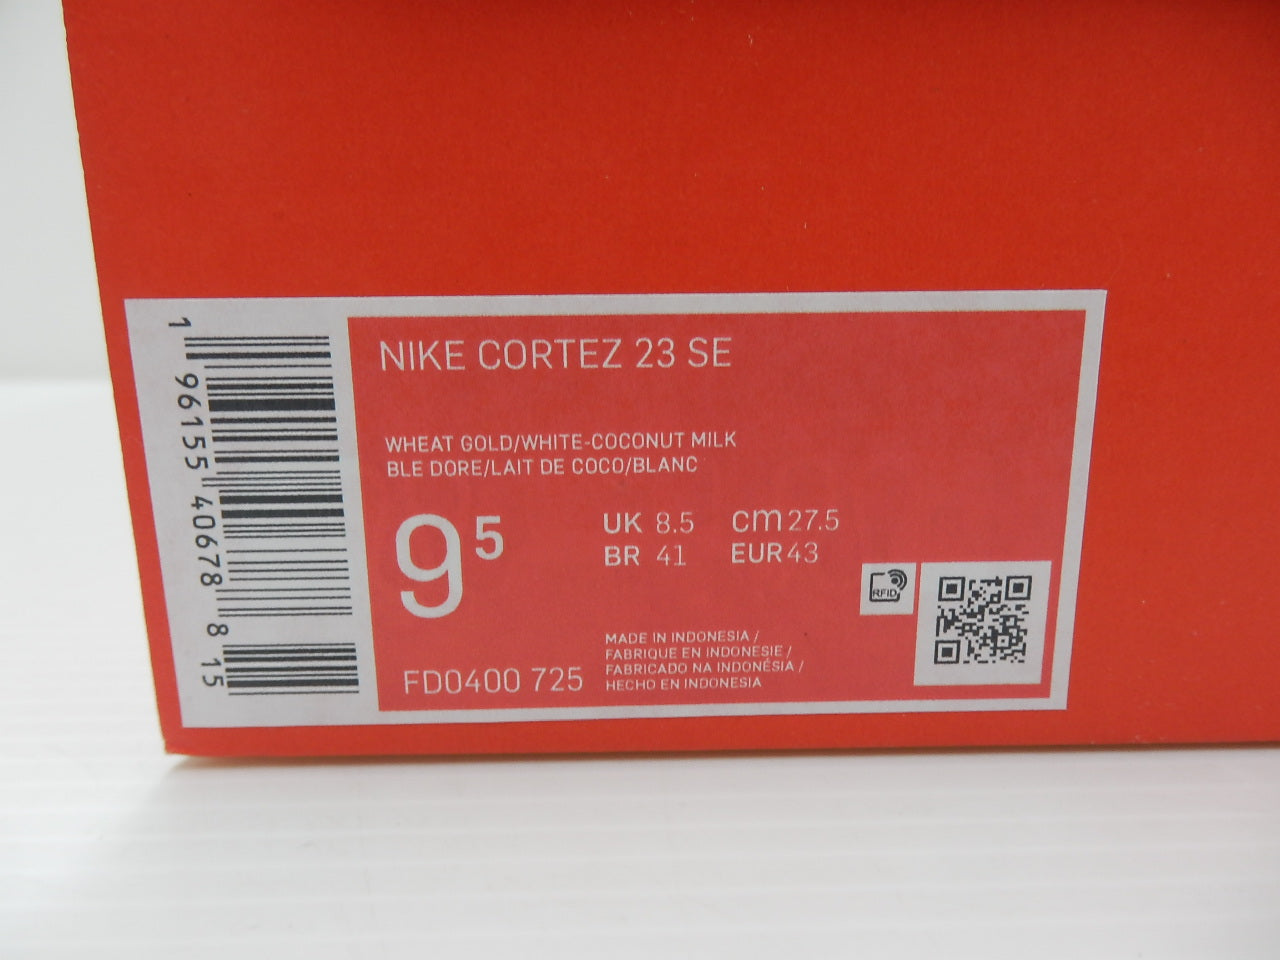 NIKE CORTEZ 23 SE
WHEAT GOLD/WHITE-COCONUT MILK
BLE DORE/LAIT DE COCO/BLANC
9⁵
UK 8.5 cm 27.5
BR 41 EUR 43
RFID
MADE IN INDONESIA /
FABRIQUE EN INDONESIE /
FABRICADO NA INDONÉSIA /
HECHO EN INDONESIA
FD0400 725
1 96155 40678 8 15